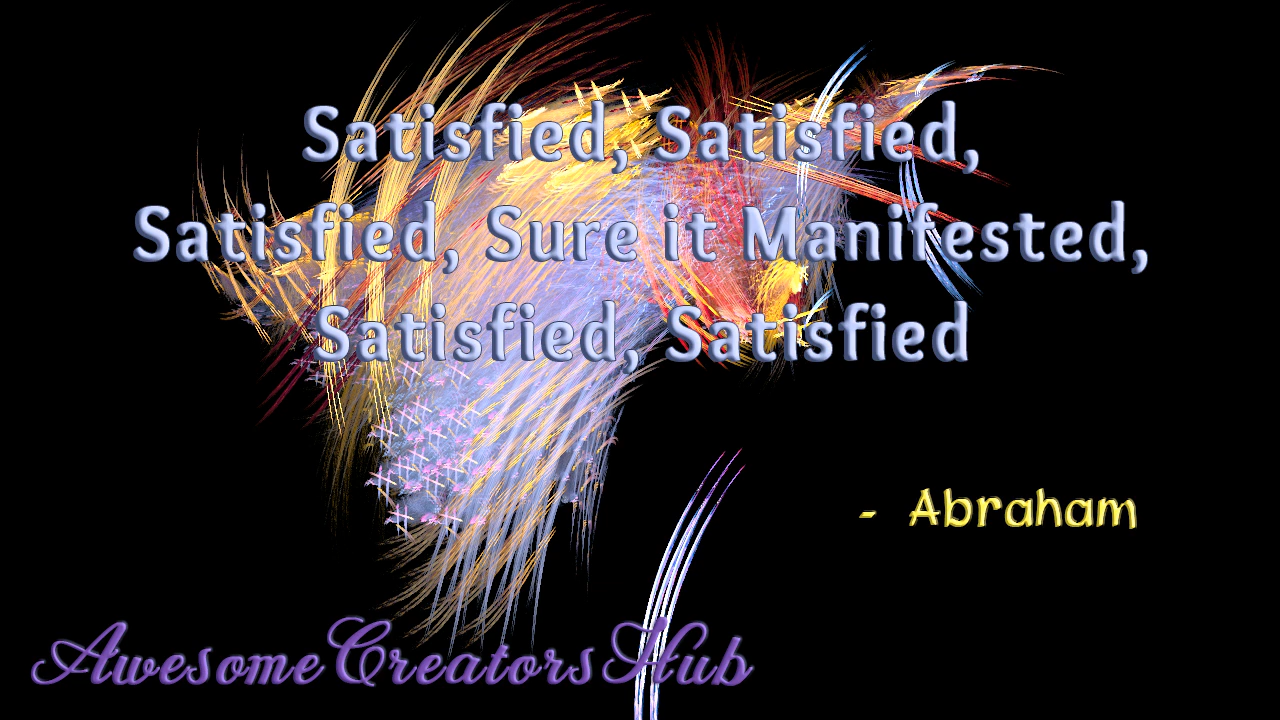 Satisfied, Satisfied,
Satisfied, Sure it Manifested,
Satisfied, Satisfied
- Abraham
AwesomeCreatorsHub